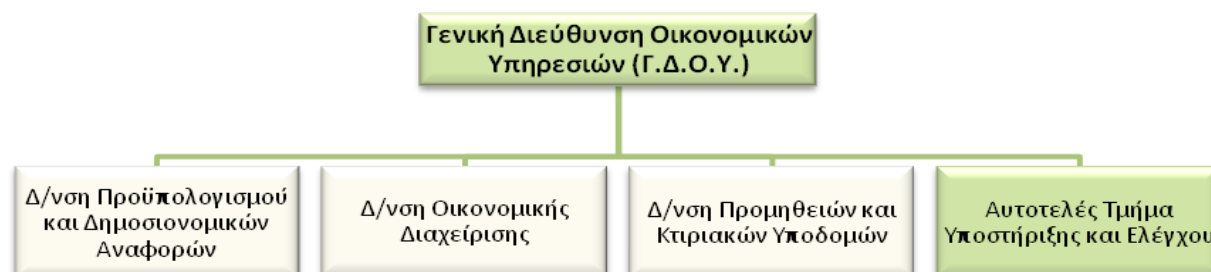 Γενική Διεύθυνση Οικονομικών
Υπηρεσιών (Γ.Δ.Ο.Υ.)
Δ/νση Προϋπολογισμού
και Δημοσιονομικών
Αναφορών
Δ/νση Οικονομικής
Διαχείρισης
Δ/νση Προμηθειών και
Κτιριακών Υποδομών
Αυτοτελές Τμήμα
Υποστήριξης και Ελέγχου